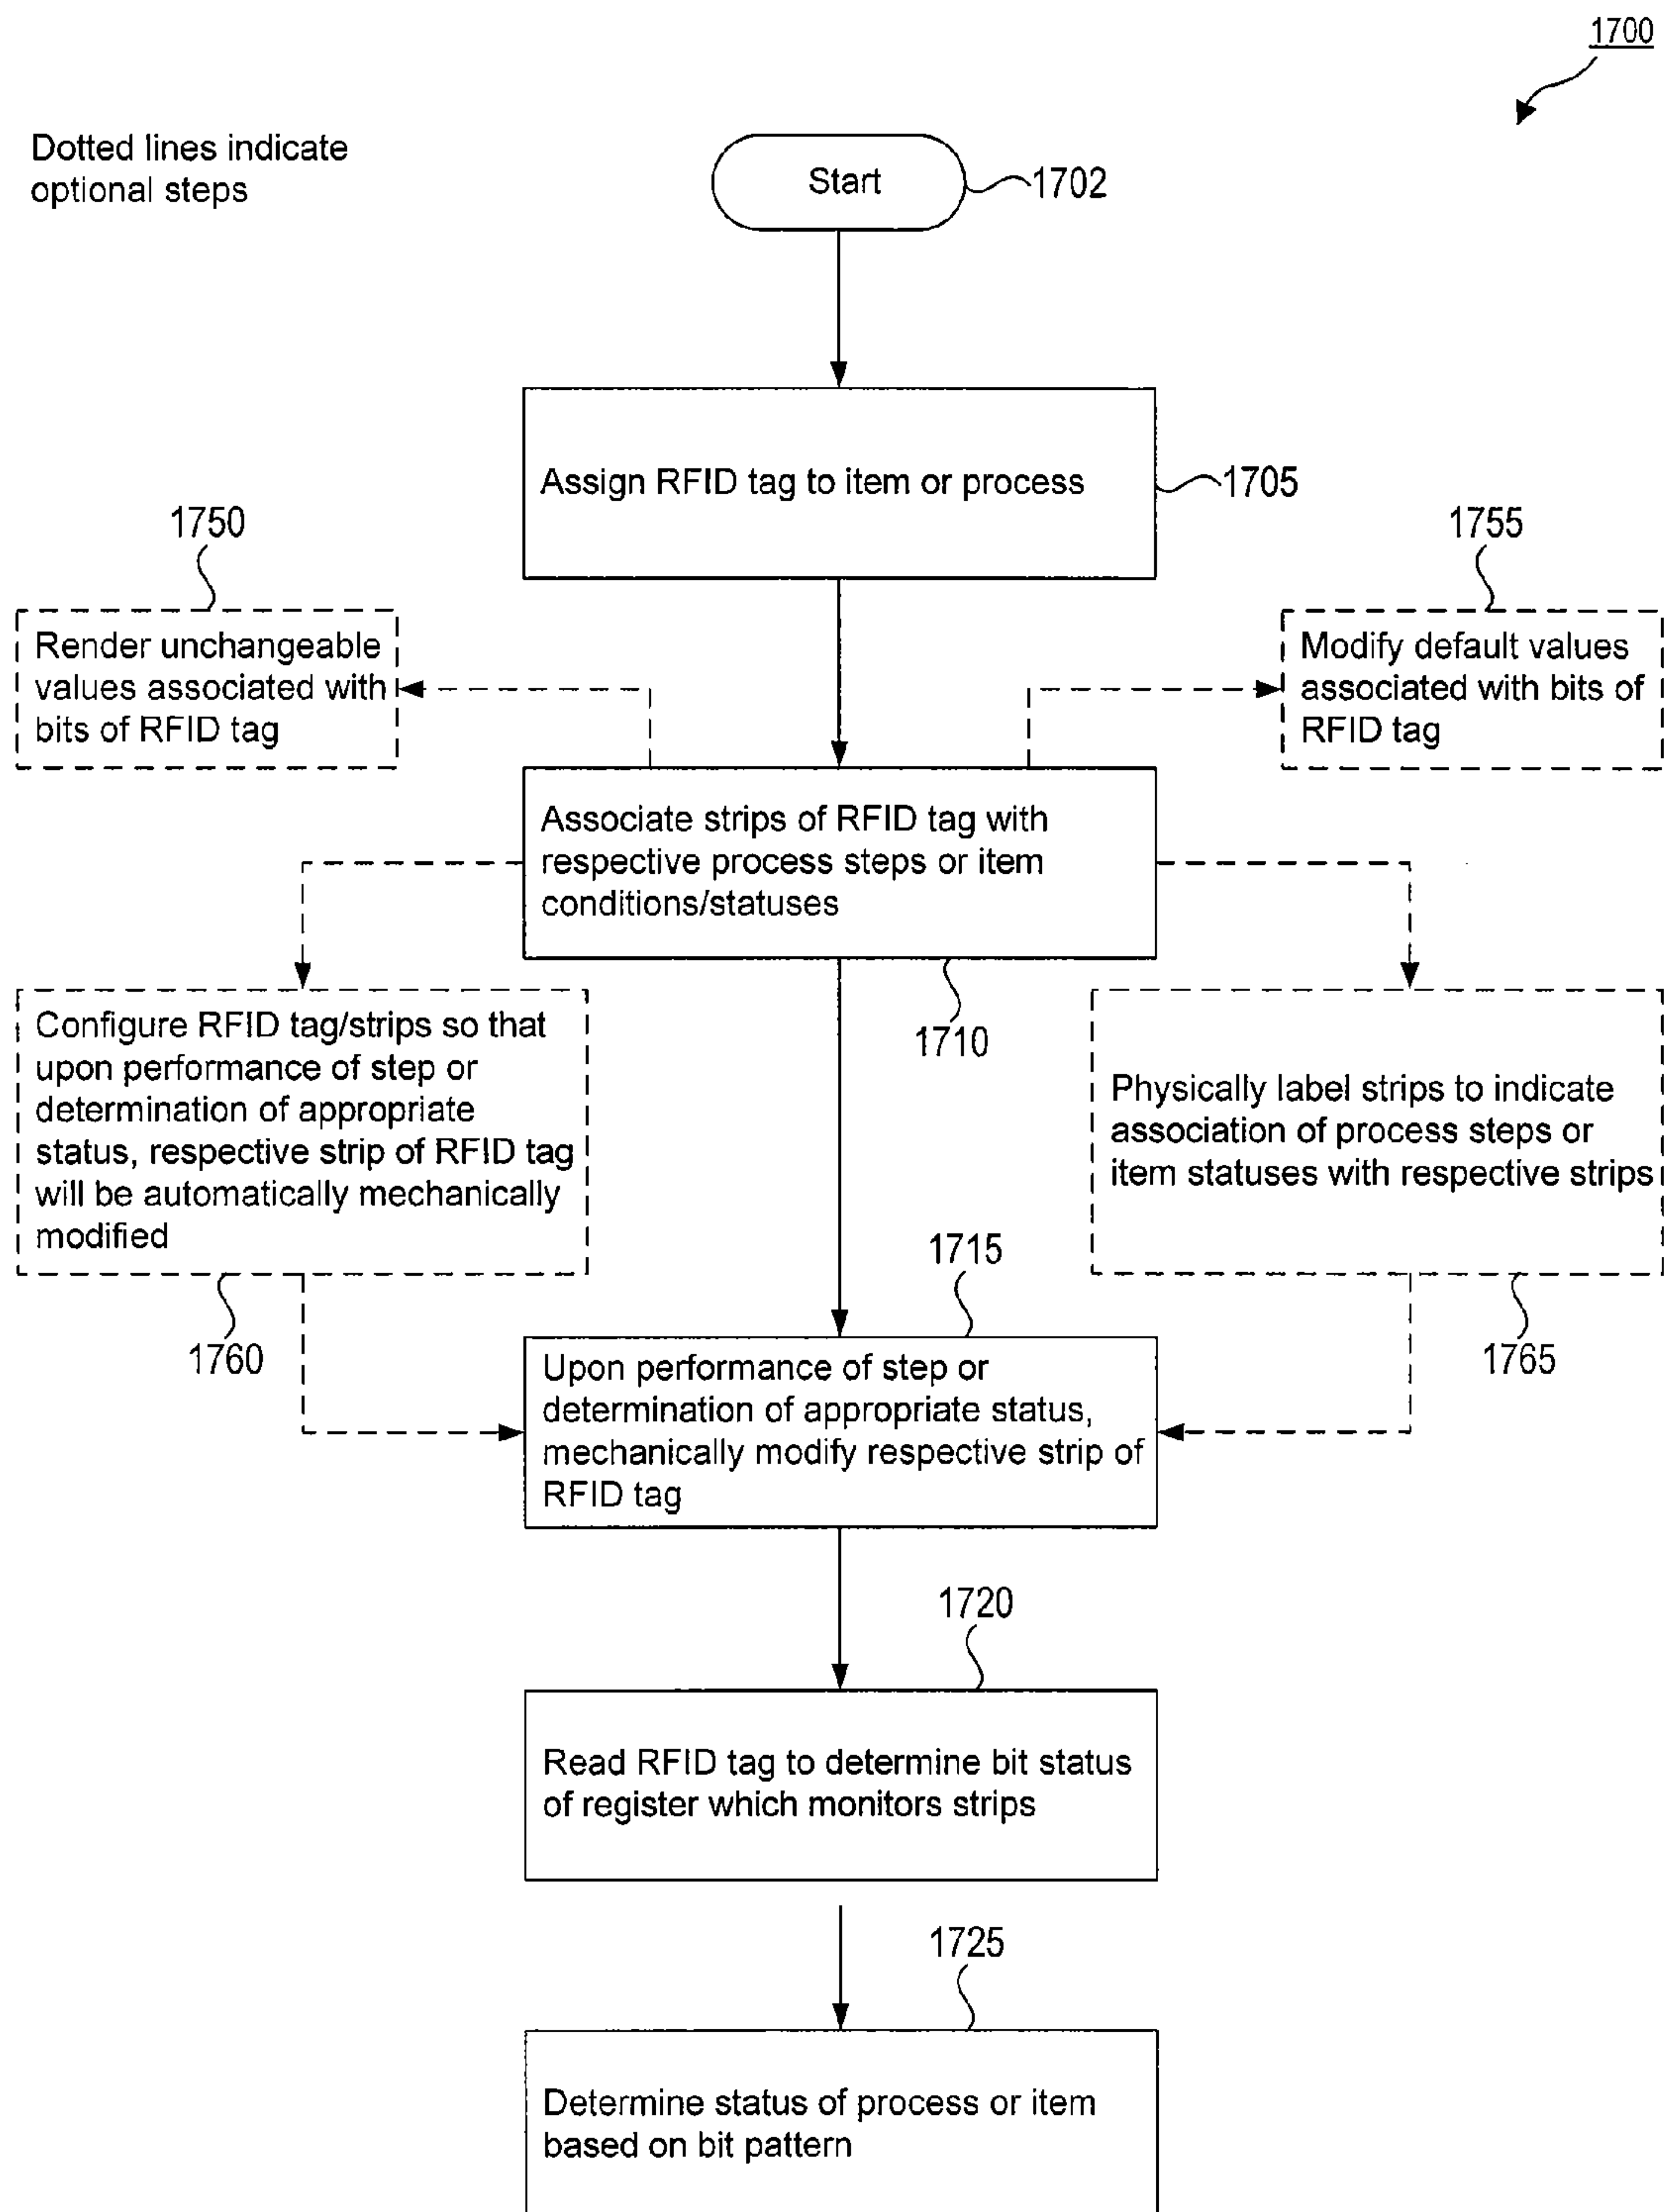 1700
Dotted lines indicate
optional steps
Start
1702
Assign RFID tag to item or process
1705
1750
1755
Render unchangeable
values associated with
bits of RFID tag
Modify default values
associated with bits of
RFID tag
Associate strips of RFID tag with
respective process steps or item
conditions/statuses
1710
Configure RFID tag/strips so that
upon performance of step or
determination of appropriate
status, respective strip of RFID tag
will be automatically mechanically
modified
1760
Physically label strips to indicate
association of process steps or
item statuses with respective strips
1765
1715
Upon performance of step or
determination of appropriate status,
mechanically modify respective strip of
RFID tag
1720
Read RFID tag to determine bit status
of register which monitors strips
1725
Determine status of process or item
based on bit pattern